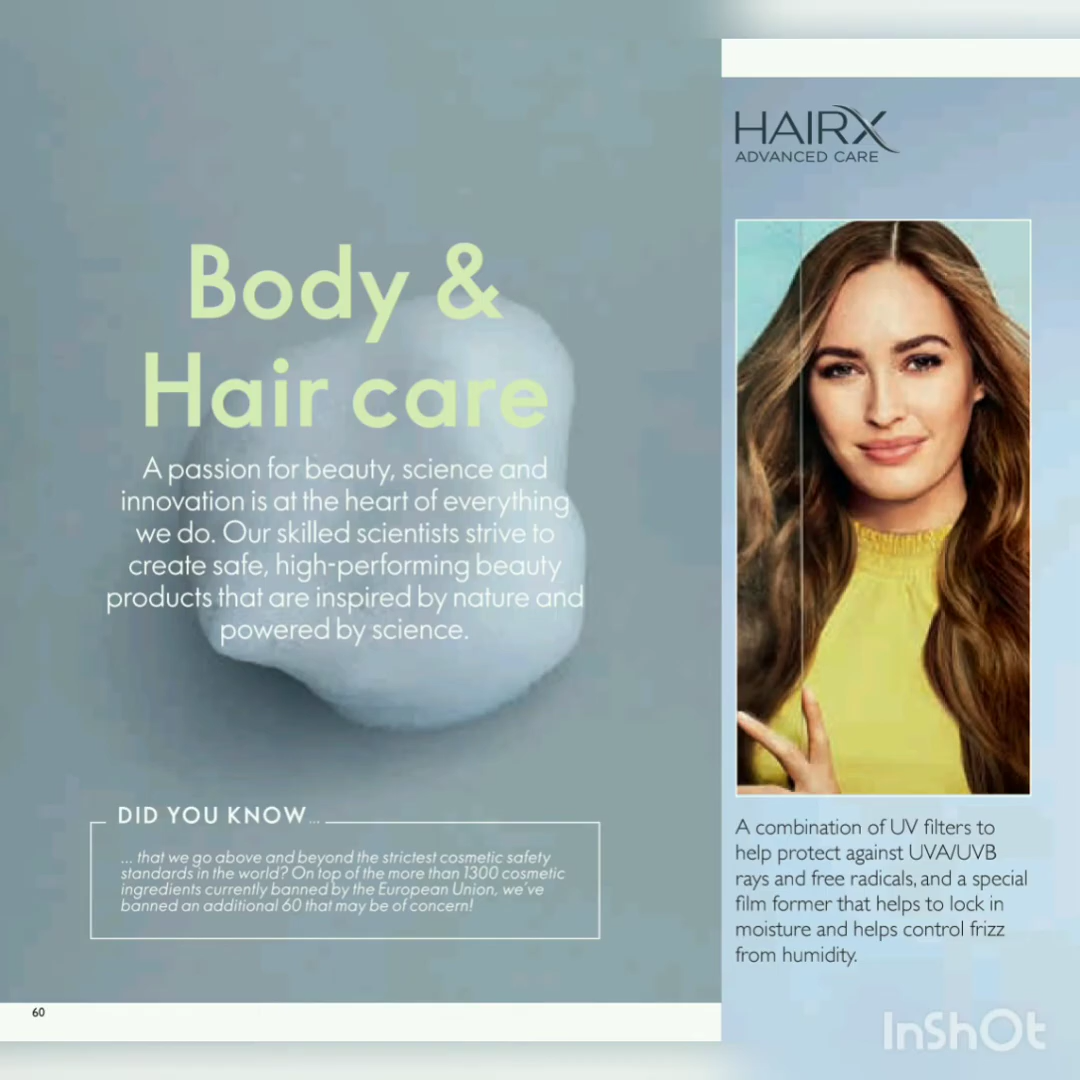 Body &
Hair care
A passion for beauty, science and
innovation is at the heart of everything
we do. Our skilled scientists strive to
create safe, high-performing beauty
products that are inspired by nature and
powered by science.
DID YOU KNOW...
... that we go above and beyond the strictest cosmetic safety
standards in the world? On top of the more than 1300 cosmetic
ingredients currently banned by the European Union, we've
banned an additional 60 that may be of concern!
60
HAIRX
ADVANCED CARE
A combination of UV filters to
help protect against UVA/UVB
rays and free radicals, and a special
film former that helps to lock in
moisture and helps control frizz
from humidity.
InShOt